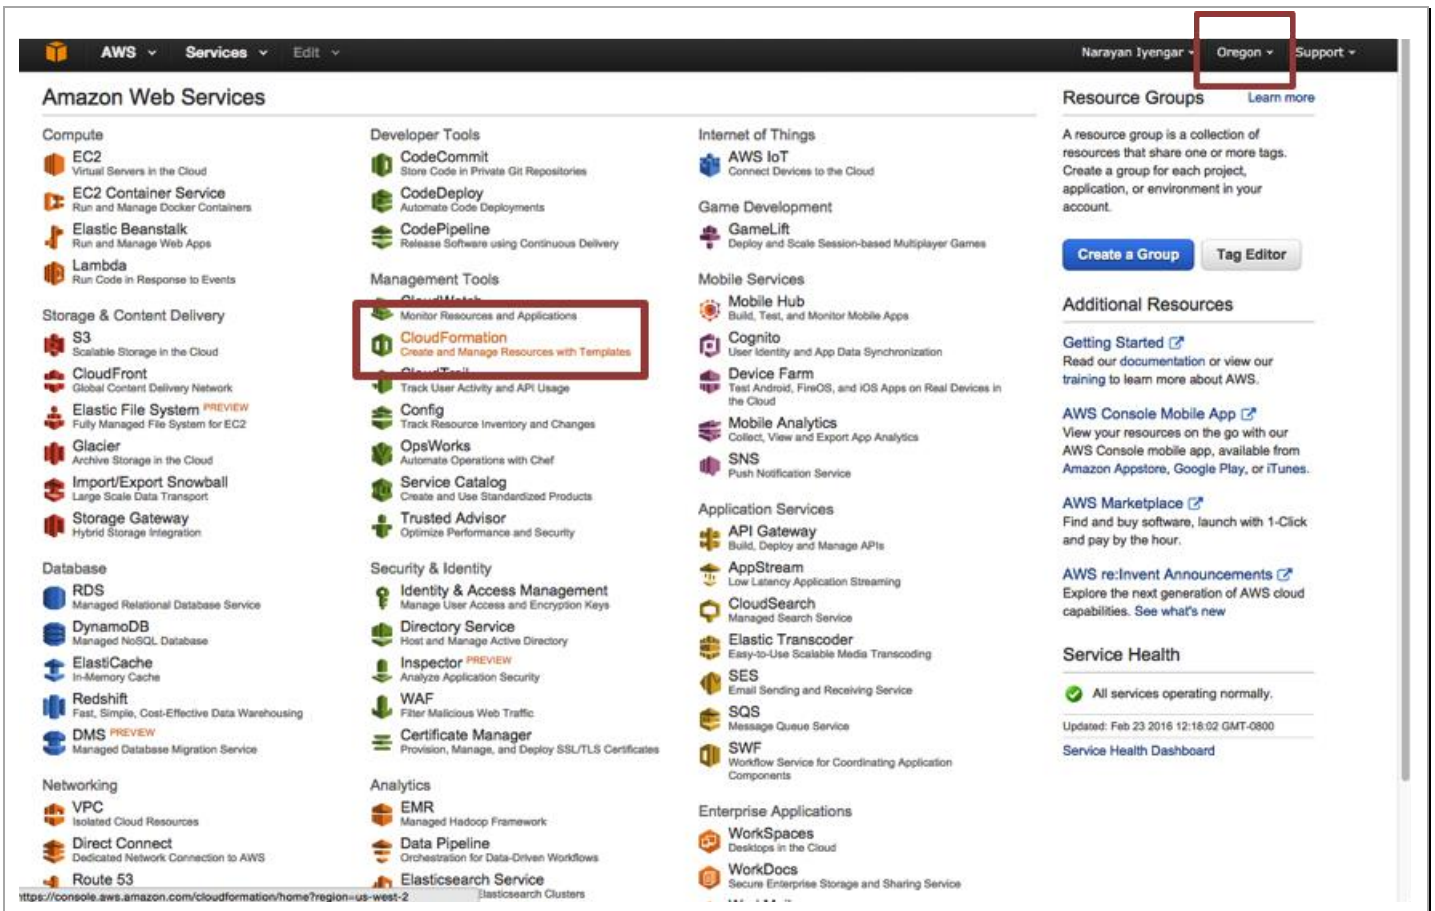 AWS Services Edit Narayan Iyengar Oregon Support
Amazon Web Services
Compute
EC2
Virtual Servers in the Cloud
EC2 Container Service
Run and Manage Docker Containers
Elastic Beanstalk
Run and Manage Web Apps
Lambda
Run Code in Response to Events
Storage & Content Delivery
S3
Scalable Storage in the Cloud
CloudFront
Global Content Delivery Network
Elastic File System PREVIEW
Fully Managed File System for EC2
Glacier
Archive Storage in the Cloud
Import/Export Snowball
Large Scale Data Transport
Storage Gateway
Hybrid Storage Integration
Database
RDS
Managed Relational Database Service
DynamoDB
Managed NoSQL Database
ElastiCache
In-Memory Cache
Redshift
Fast, Simple, Cost-Effective Data Warehousing
DMS PREVIEW
Managed Database Migration Service
Networking
VPC
Isolated Cloud Resources
Direct Connect
Dedicated Network Connection to AWS
Route 53
https://console.aws.amazon.com/cloudformation/home?region=us-west-2
Developer Tools
CodeCommit
Store Code in Private Git Repositories
CodeDeploy
Automate Code Deployments
CodePipeline
Release Software using Continuous Delivery
Management Tools
CloudWatch
Monitor Resources and Applications
CloudFormation
Create and Manage Resources with Templates
CloudTrail
Track User Activity and API Usage
Config
Track Resource Inventory and Changes
OpsWorks
Automate Operations with Chef
Service Catalog
Create and Use Standardized Products
Trusted Advisor
Optimize Performance and Security
Security & Identity
Identity & Access Management
Manage User Access and Encryption Keys
Directory Service
Host and Manage Active Directory
Inspector PREVIEW
Analyze Application Security
WAF
Filter Malicious Web Traffic
Certificate Manager
Provision, Manage, and Deploy SSL/TLS Certificates
Analytics
EMR
Managed Hadoop Framework
Data Pipeline
Orchestration for Data-Driven Workflows
Elasticsearch Service
Elasticsearch Clusters
Internet of Things
AWS IoT
Connect Devices to the Cloud
Game Development
GameLift
Deploy and Scale Session-based Multiplayer Games
Mobile Services
Mobile Hub
Build, Test, and Monitor Mobile Apps
Cognito
User Identity and App Data Synchronization
Device Farm
Test Android, FireOS, and iOS Apps on Real Devices in
the Cloud
Mobile Analytics
Collect, View and Export App Analytics
SNS
Push Notification Service
Application Services
API Gateway
Build, Deploy and Manage APIs
AppStream
Low Latency Application Streaming
CloudSearch
Managed Search Service
Elastic Transcoder
Easy-to-Use Scalable Media Transcoding
SES
Email Sending and Receiving Service
SQS
Message Queue Service
SWF
Workflow Service for Coordinating Application
Components
Enterprise Applications
WorkSpaces
Desktops in the Cloud
WorkDocs
Secure Enterprise Storage and Sharing Service
Resource Groups Learn more
A resource group is a collection of
resources that share one or more tags.
Create a group for each project,
application, or environment in your
account.
Create a Group Tag Editor
Additional Resources
Getting Started
Read our documentation or view our
training to learn more about AWS.
AWS Console Mobile App
View your resources on the go with our
AWS Console mobile app, available from
Amazon Appstore, Google Play, or iTunes.
AWS Marketplace
Find and buy software, launch with 1-Click
and pay by the hour.
AWS re:Invent Announcements
Explore the next generation of AWS cloud
capabilities. See what's new
Service Health
All services operating normally.
Updated: Feb 23 2016 12:18:02 GMT-0800
Service Health Dashboard